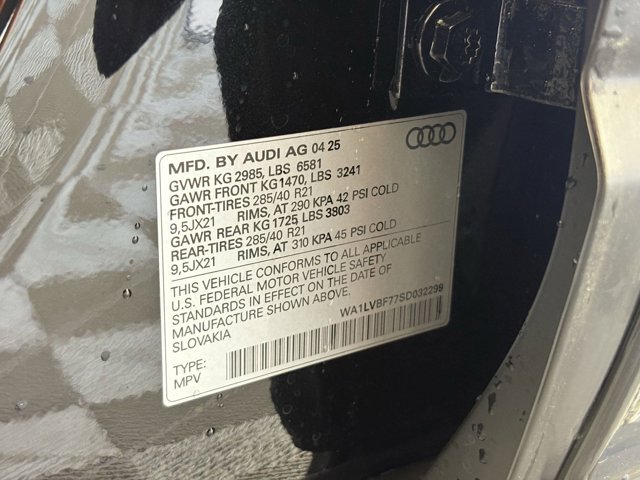 MFD. BY AUDI AG 04 25
GVWR KG 2985, LBS 6581
GAWR FRONT KG1470, LBS 3241
FRONT-TIRES 285/40 R21
9,5JX21 RIMS, AT 290 KPA 42 PSI COLD
GAWR REAR KG 1725 LBS 3803
REAR-TIRES 285/40 R21
9,5JX21 RIMS, AT 310 KPA 45 PSI COLD
THIS VEHICLE CONFORMS TO ALL APPLICABLE
U.S. FEDERAL MOTOR VEHICLE SAFETY
STANDARDS IN EFFECT ON THE DATE OF
MANUFACTURE SHOWN ABOVE.
SLOVAKIA
WA1LVBF77SD032299
TYPE:
MPV